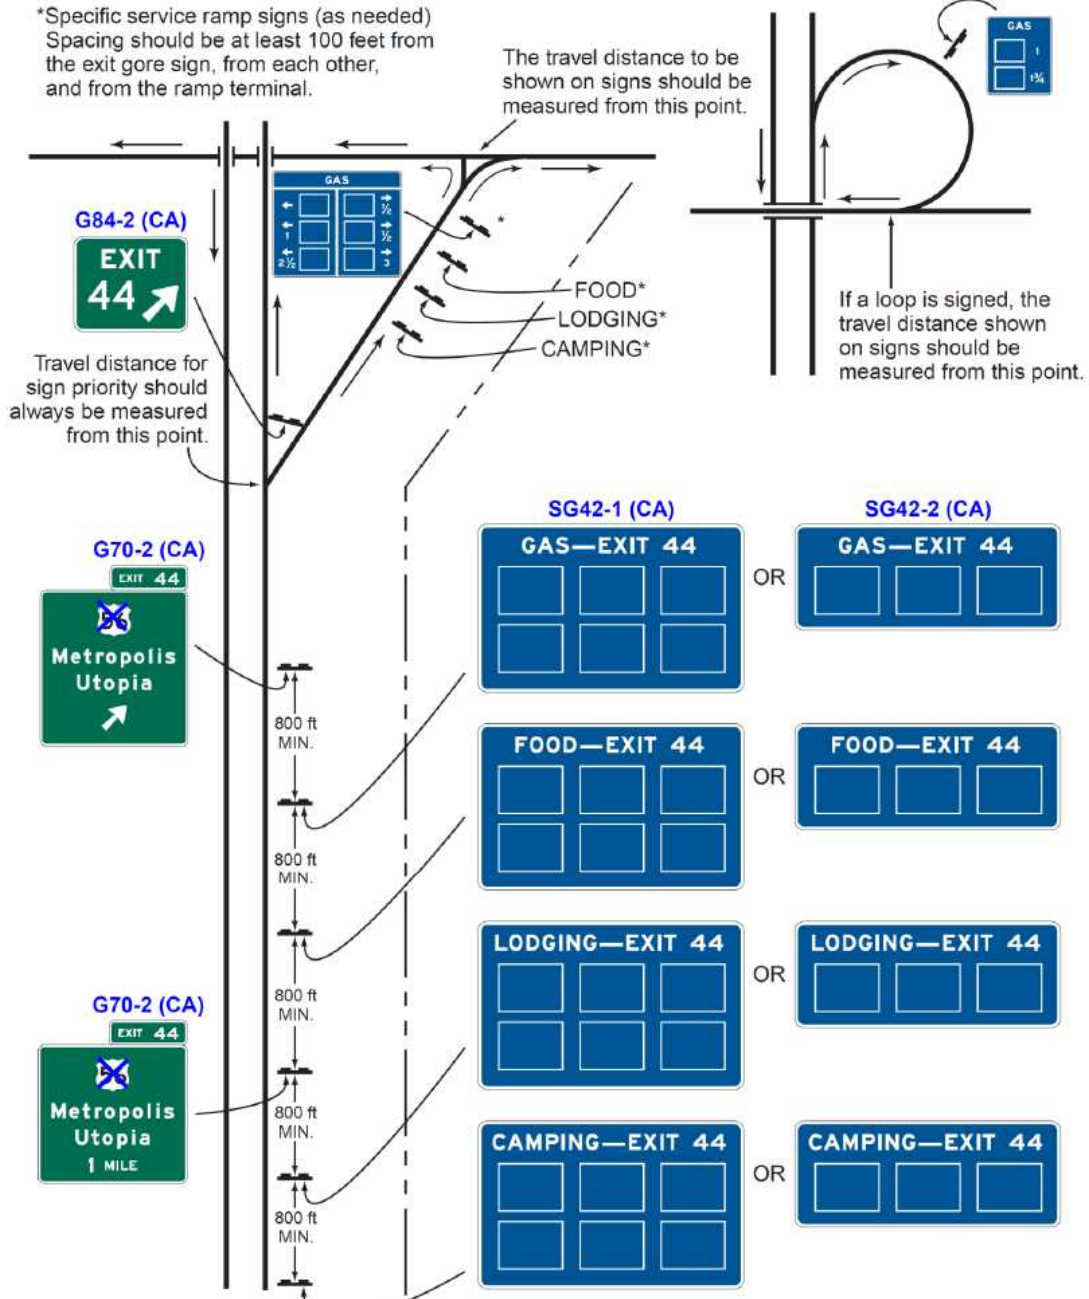 *Specific service ramp signs (as needed)
Spacing should be at least 100 feet from
the exit gore sign, from each other,
and from the ramp terminal.
The travel distance to be
shown on signs should be
measured from this point.
GAS
1
1¾
GAS
← → ½
← 1 → ½
← 2½ → 3
*
G84-2 (CA)
EXIT
44
FOOD*
LODGING*
CAMPING*
If a loop is signed, the
travel distance shown
on signs should be
measured from this point.
Travel distance for
sign priority should
always be measured
from this point.
G70-2 (CA)
EXIT 44
56
Metropolis
Utopia
SG42-1 (CA)
GAS—EXIT 44
OR
SG42-2 (CA)
GAS—EXIT 44
800 ft
MIN.
FOOD—EXIT 44
OR
FOOD—EXIT 44
800 ft
MIN.
LODGING—EXIT 44
OR
LODGING—EXIT 44
800 ft
MIN.
G70-2 (CA)
EXIT 44
56
Metropolis
Utopia
1 MILE
800 ft
MIN.
CAMPING—EXIT 44
OR
CAMPING—EXIT 44
800 ft
MIN.